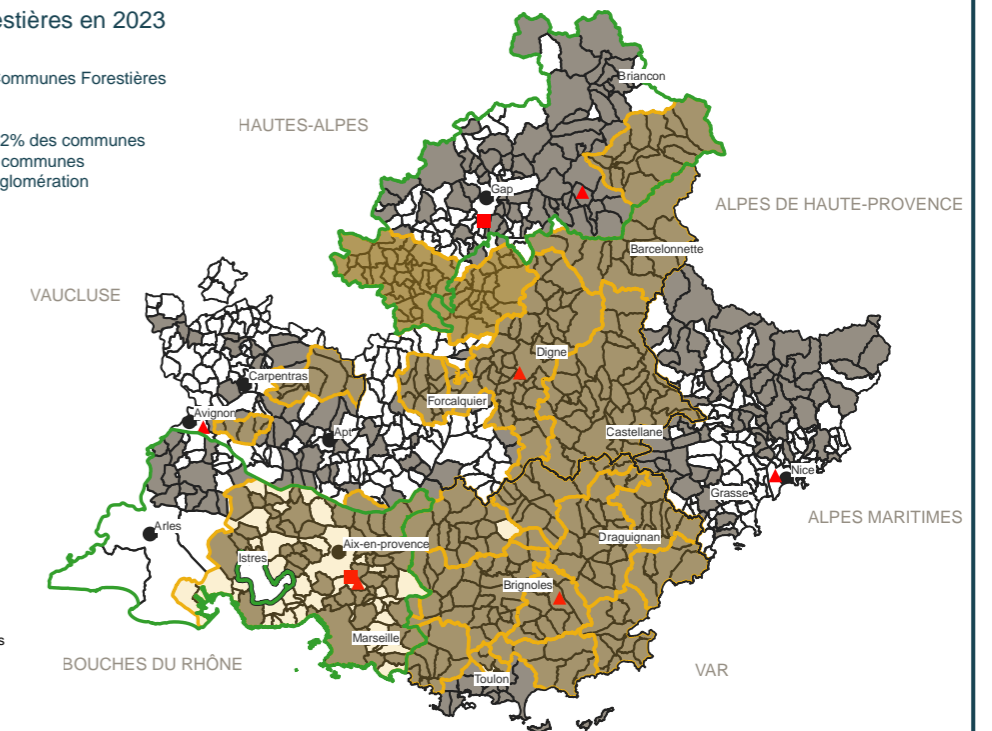 estières en 2023
Communes Forestières
2% des communes
communes
glomération
HAUTES-ALPES
Briancon
Gap
ALPES DE HAUTE-PROVENCE
Barcelonnette
VAUCLUSE
Digne
Carpentras
Forcalquier
Avignon
Apt
Castellane
Nice
Grasse
Arles
ALPES MARITIMES
Aix-en-provence
Draguignan
Istres
Brignoles
Marseille
s
BOUCHES DU RHÔNE
VAR
Toulon